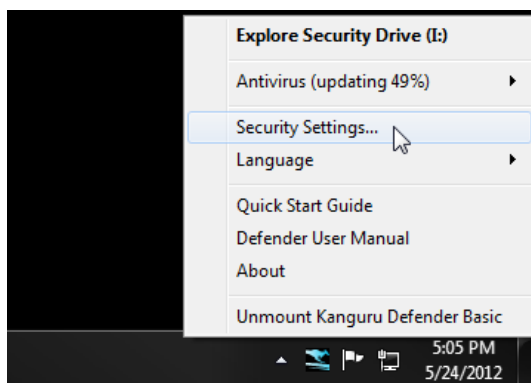 Explore Security Drive (I:)
Antivirus (updating 49%)
Security Settings...
Language
Quick Start Guide
Defender User Manual
About
Unmount Kanguru Defender Basic
5:05 PM
5/24/2012